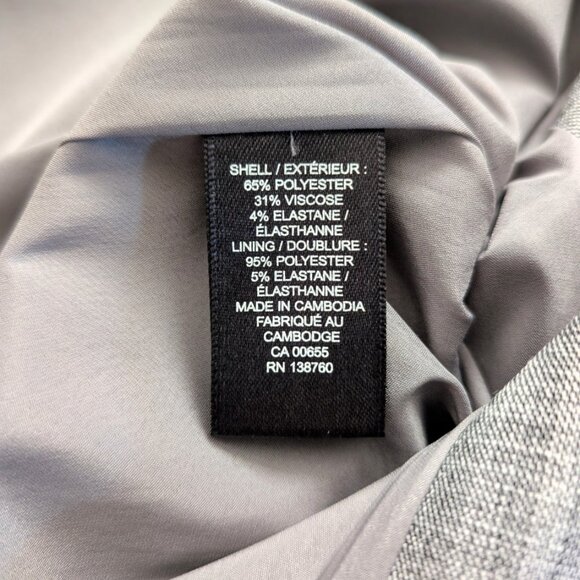 SHELL / EXTÉRIEUR :
65% POLYESTER
31% VISCOSE
4% ELASTANE /
ÉLASTHANNE
LINING / DOUBLURE :
95% POLYESTER
5% ELASTANE /
ÉLASTHANNE
MADE IN CAMBODIA
FABRIQUÉ AU
CAMBODGE
CA 00655
RN 138760